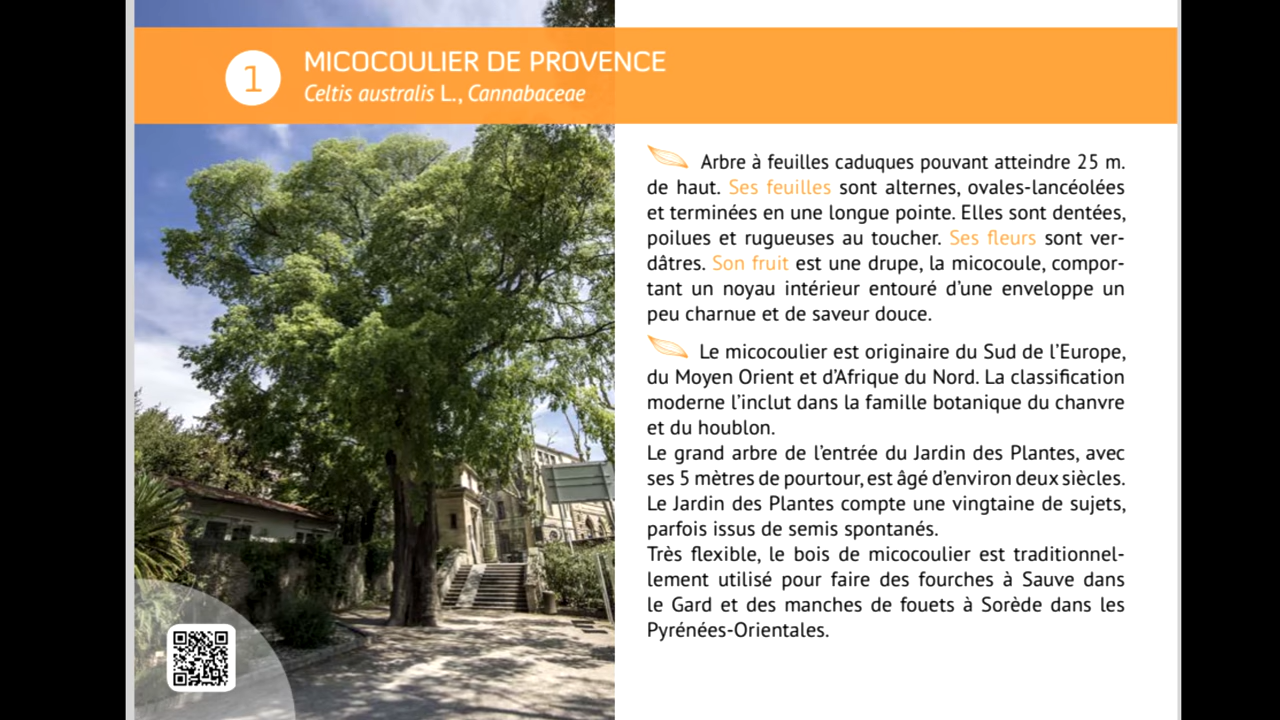 1
MICOCOULIER DE PROVENCE
Celtis australis L., Cannabaceae
Arbre à feuilles caduques pouvant atteindre 25 m.
de haut. Ses feuilles sont alternes, ovales-lancéolées
et terminées en une longue pointe. Elles sont dentées,
poilues et rugueuses au toucher. Ses fleurs sont ver-
dâtres. Son fruit est une drupe, la micocoule, compor-
tant un noyau intérieur entouré d'une enveloppe un
peu charnue et de saveur douce.
Le micocoulier est originaire du Sud de l'Europe,
du Moyen Orient et d'Afrique du Nord. La classification
moderne l'inclut dans la famille botanique du chanvre
et du houblon.
Le grand arbre de l'entrée du Jardin des Plantes, avec
ses 5 mètres de pourtour, est âgé d'environ deux siècles.
Le Jardin des Plantes compte une vingtaine de sujets,
parfois issus de semis spontanés.
Très flexible, le bois de micocoulier est traditionnel-
lement utilisé pour faire des fourches à Sauve dans
le Gard et des manches de fouets à Sorède dans les
Pyrénées-Orientales.